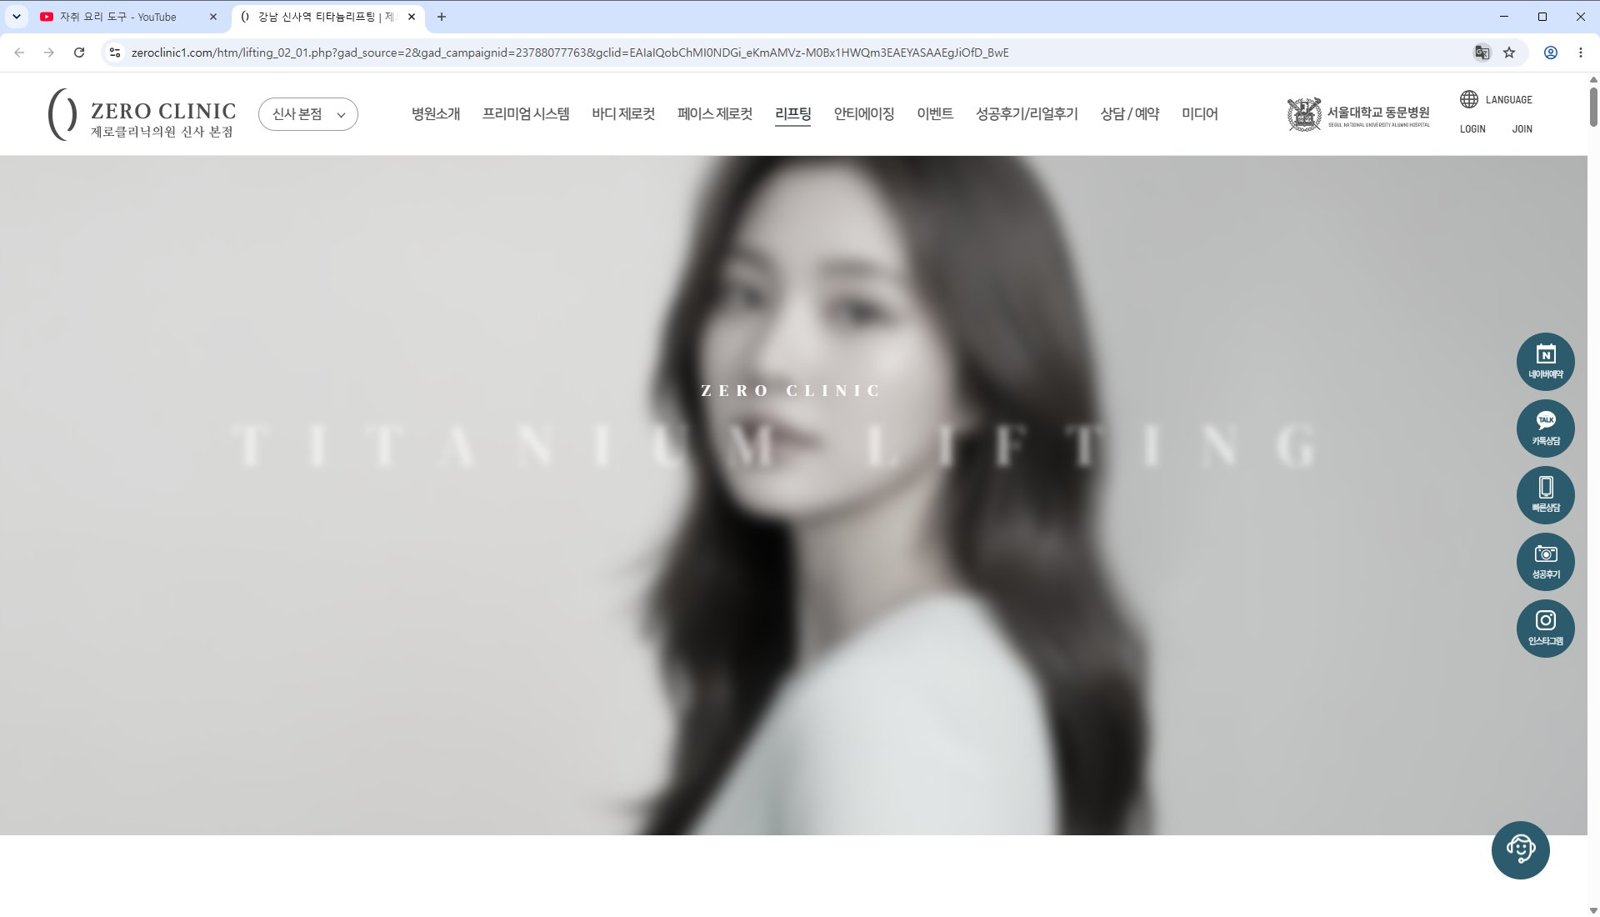 자취 요리 도구 - YouTube
강남 신사역 티타늄리프팅 | 제
zeroclinic1.com/htm/lifting_02_01.php?gad_source=2&gad_campaignid=23788077763&gclid=EAIaIQobChMI0NDGi_eKmAMVz-M0Bx1HWQm3EAEYASAAEgJiOfD_BwE
ZERO CLINIC
제로클리닉의원 신사 본점
신사 본점
병원소개 프리미엄 시스템 바디 제로컷 페이스 제로컷 리프팅 안티에이징 이벤트 성공후기/리얼후기 상담 / 예약 미디어
서울대학교 동문병원
SEOUL NATIONAL UNIVERSITY ALUMNI HOSPITAL
LANGUAGE
LOGIN JOIN
ZERO CLINIC
TITANIUM LIFTING
N
네이버예약
TALK
카톡상담
빠른상담
성공후기
인스타그램